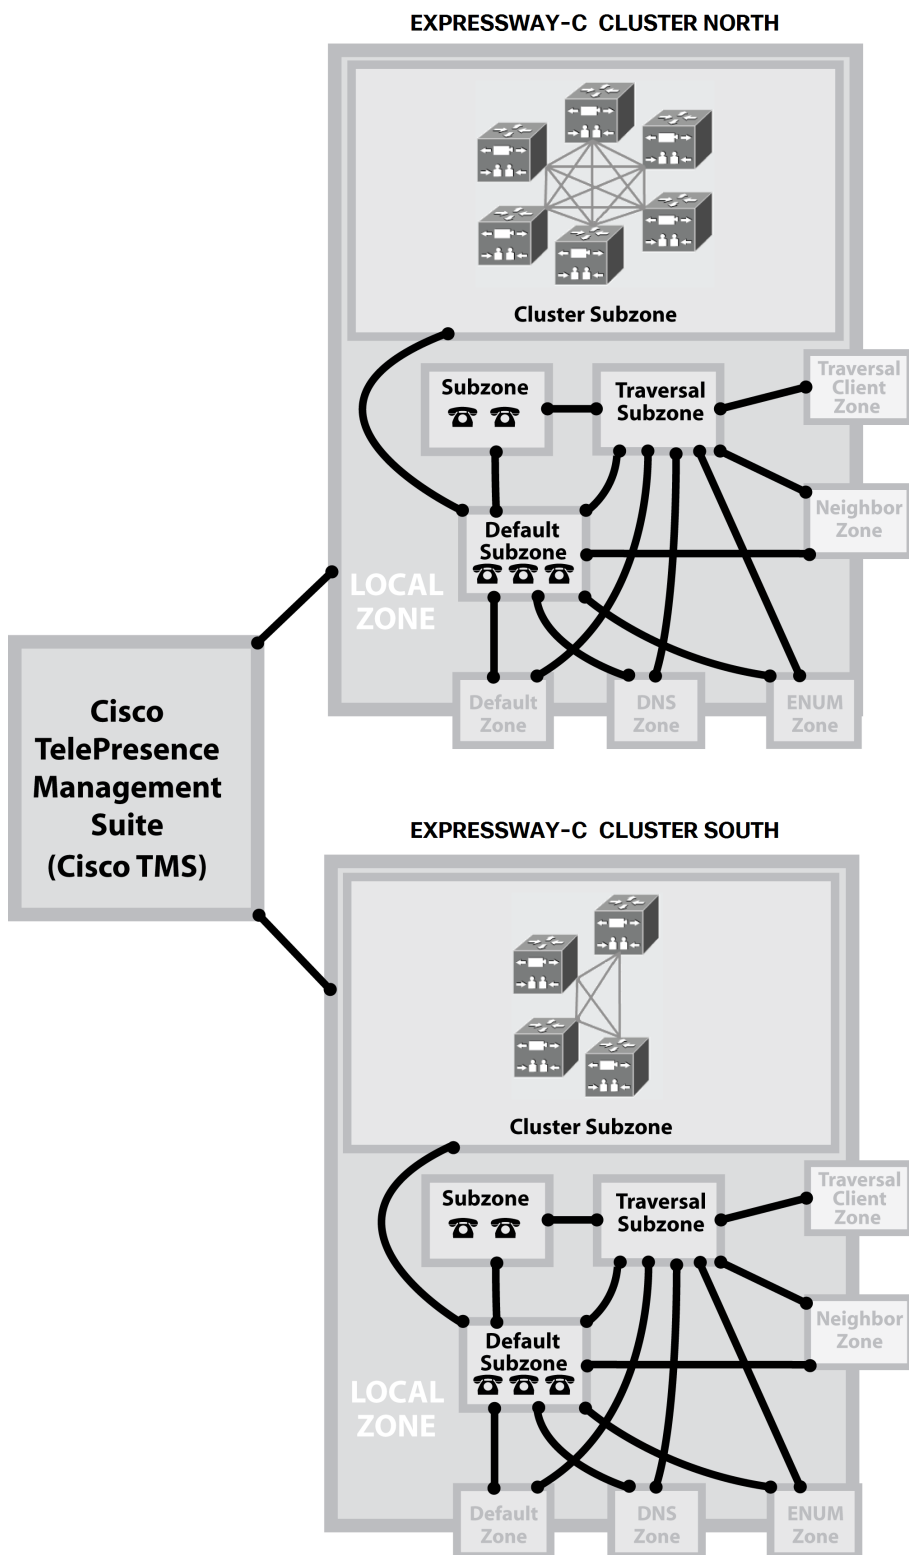 EXPRESSWAY-C CLUSTER NORTH
Cluster Subzone
Subzone
Traversal
Subzone
Traversal
Client
Zone
Neighbor
Zone
Default
Subzone
LOCAL
ZONE
Default
Zone
DNS
Zone
ENUM
Zone
Cisco
TelePresence
Management
Suite
(Cisco TMS)
EXPRESSWAY-C CLUSTER SOUTH
Cluster Subzone
Subzone
Traversal
Subzone
Traversal
Client
Zone
Neighbor
Zone
Default
Subzone
LOCAL
ZONE
Default
Zone
DNS
Zone
ENUM
Zone